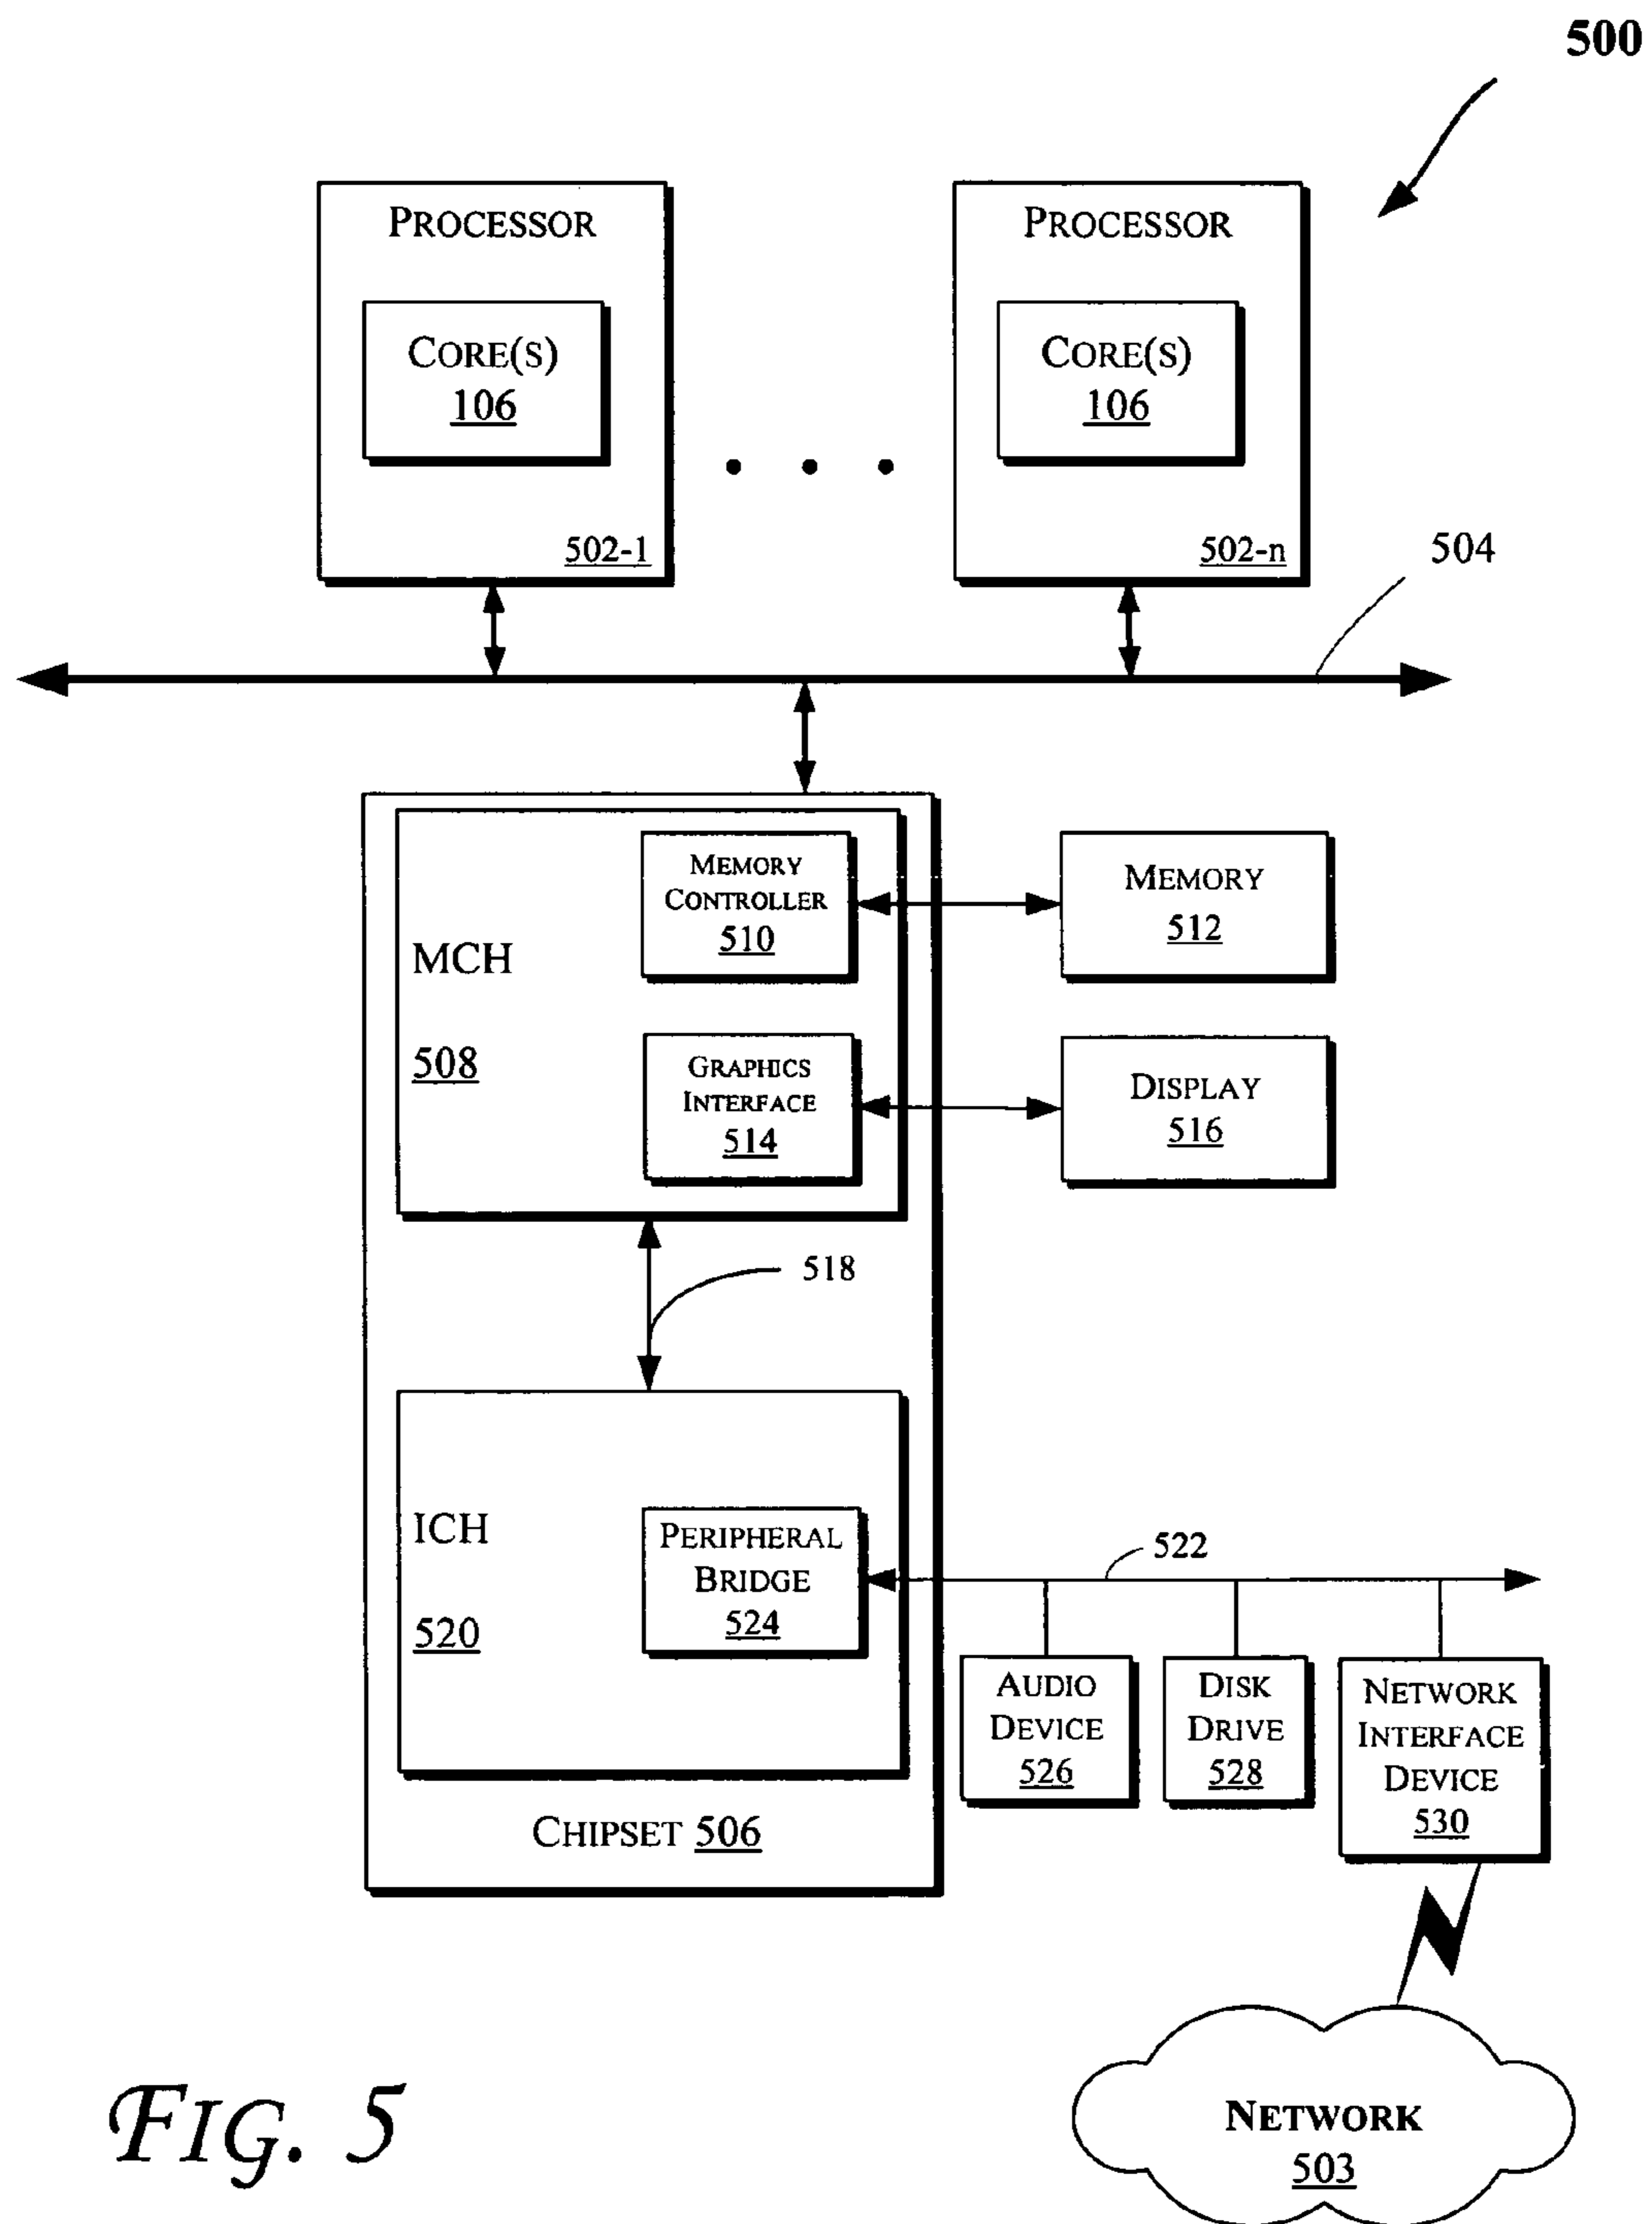 500
PROCESSOR
CORE(S)
106
502-1
PROCESSOR
CORE(S)
106
502-n
504
MEMORY
CONTROLLER
510
MCH
508
GRAPHICS
INTERFACE
514
MEMORY
512
DISPLAY
516
518
ICH
520
PERIPHERAL
BRIDGE
524
522
AUDIO
DEVICE
526
DISK
DRIVE
528
NETWORK
INTERFACE
DEVICE
530
CHIPSET 506
NETWORK
503
FIG. 5